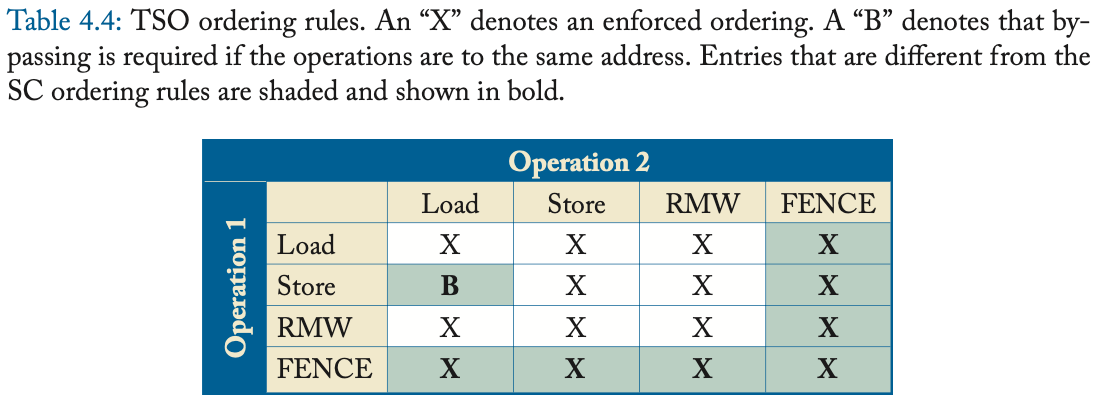 Table 4.4: TSO ordering rules. An “X” denotes an enforced ordering. A “B” denotes that by-
passing is required if the operations are to the same address. Entries that are different from the
SC ordering rules are shaded and shown in bold.
Operation 2
Operation 1
Load Store RMW FENCE
Load X X X X
Store B X X X
RMW X X X X
FENCE X X X X